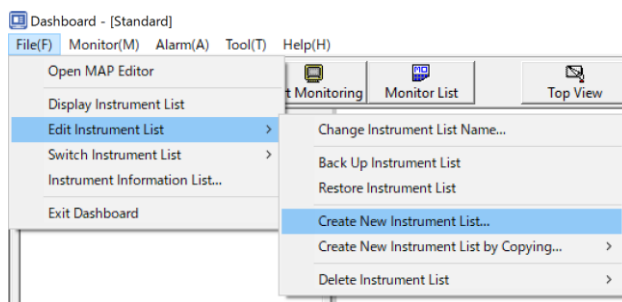 Dashboard - [Standard]
File(F) Monitor(M) Alarm(A) Tool(T) Help(H)
Open MAP Editor
Display Instrument List
Edit Instrument List >
Switch Instrument List >
Instrument Information List...
Exit Dashboard
t Monitoring
Monitor List
Top View
Change Instrument List Name...
Back Up Instrument List
Restore Instrument List
Create New Instrument List...
Create New Instrument List by Copying... >
Delete Instrument List >